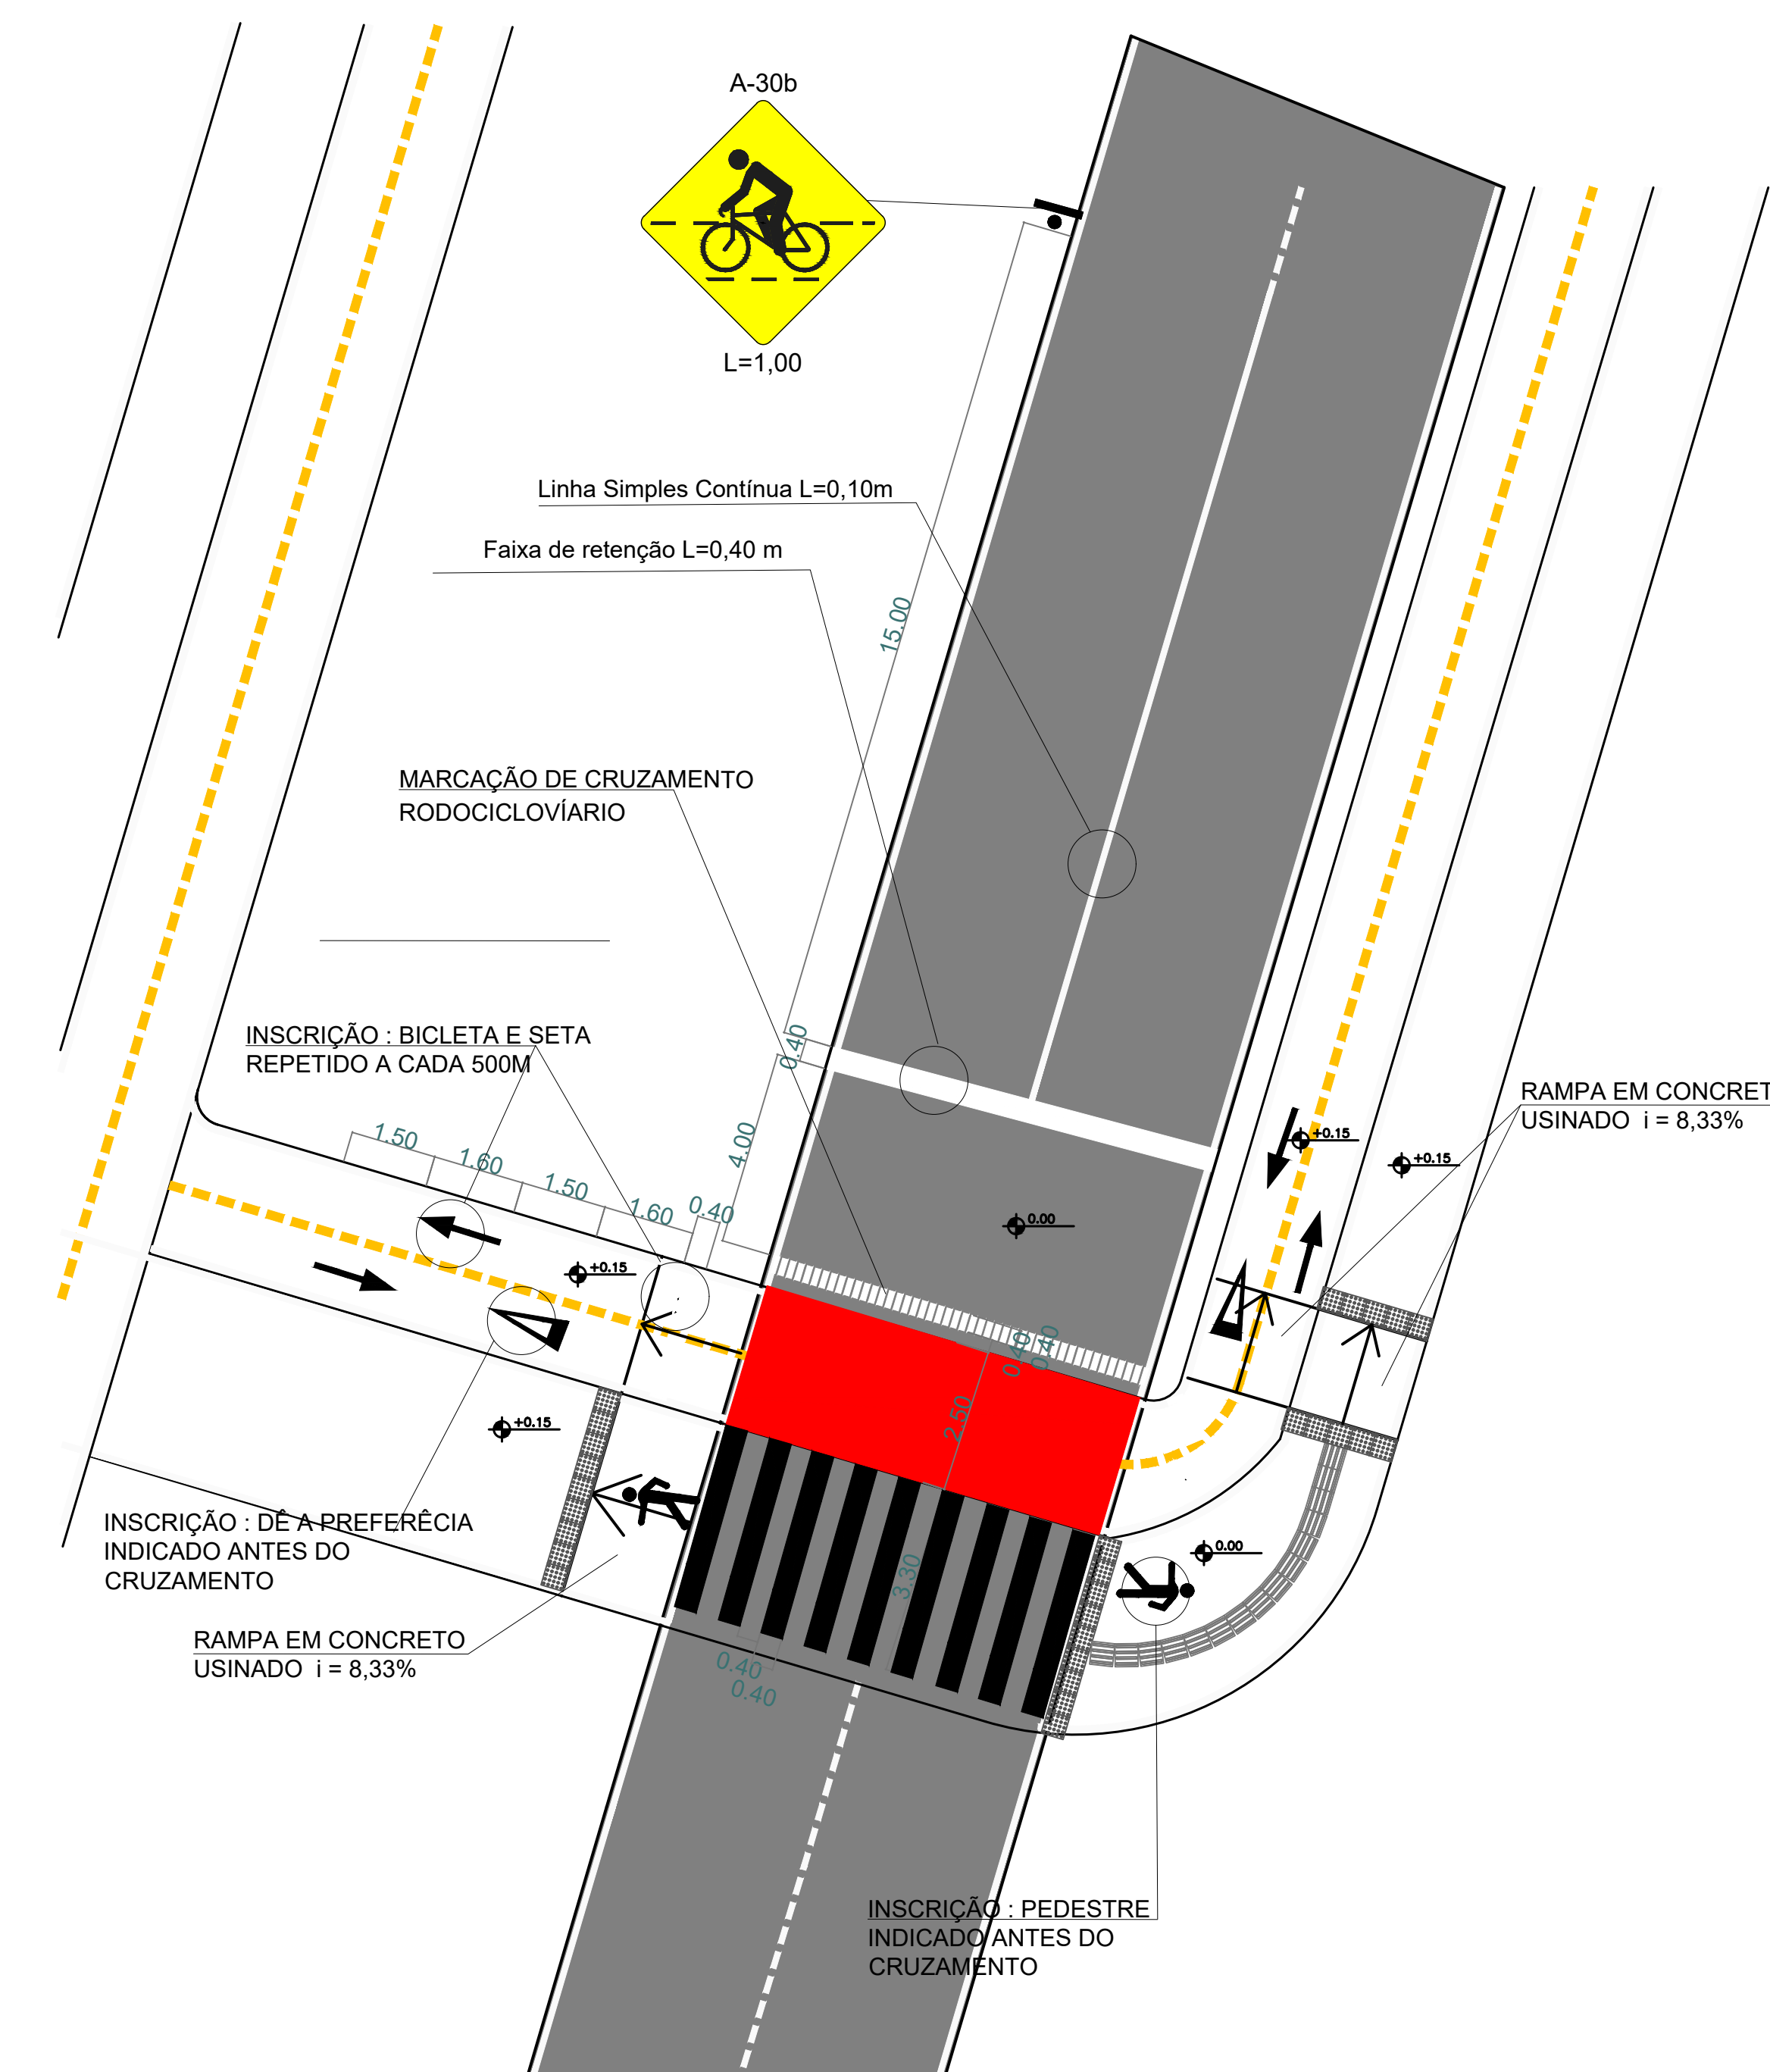 A-30b
L=1,00
Linha Simples Contínua L=0,10m
Faixa de retenção L=0,40 m
15.00
MARCAÇÃO DE CRUZAMENTO
RODOCICLOVÍARIO
0.40
INSCRIÇÃO : BICLETA E SETA
REPETIDO A CADA 500M
RAMPA EM CONCRET
USINADO i = 8,33%
4.00
1.50
1.60
1.50
1.60
0.40
+0.15
+0.15
0.00
+0.15
0.40
0.40
2.50
+0.15
INSCRIÇÃO : DÊ A PREFERÊCIA
INDICADO ANTES DO
CRUZAMENTO
0.00
3.30
RAMPA EM CONCRETO
USINADO i = 8,33%
0.40
0.40
INSCRIÇÃO : PEDESTRE
INDICADO ANTES DO
CRUZAMENTO